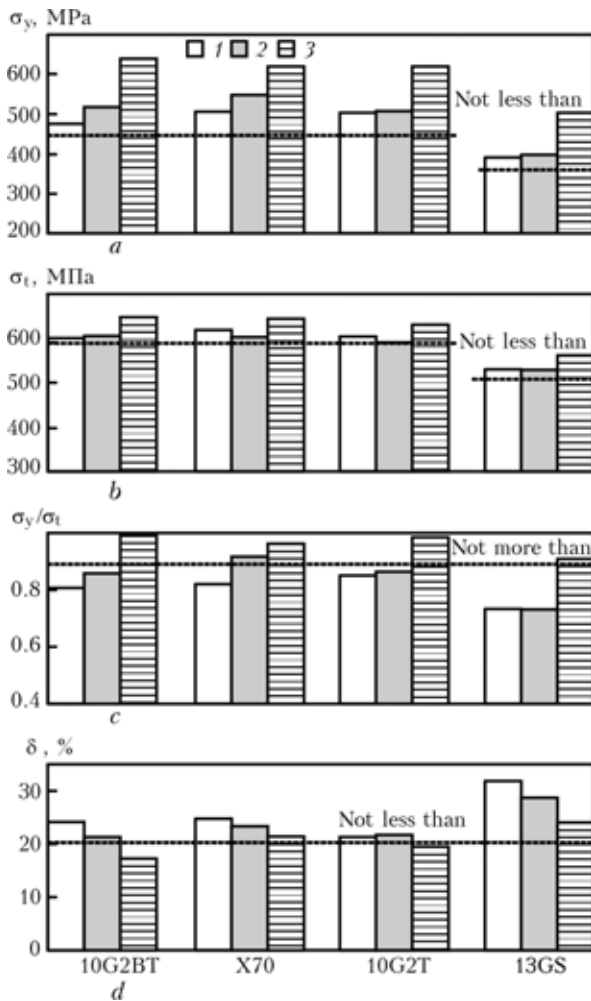 σy, MPa
1 2 3
600
500
400
300
200
Not less than
a
σt, МПа
600
500
400
300
Not less than
b
σy/σt
0.8
0.6
0.4
Not more than
c
δ, %
30
20
10
0
Not less than
10G2BT X70 10G2T 13GS
d